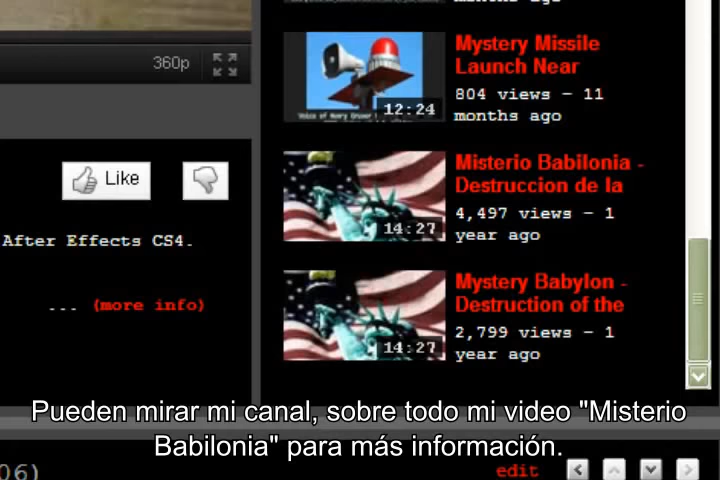 months ago
360p
Mystery Missile
Launch Near
804 views - 11
months ago
12:24
Like
Misterio Babilonia -
Destruccion de la
4,497 views - 1
year ago
14:27
After Effects CS4.
... (more info)
Mystery Babylon -
Destruction of the
2,799 views - 1
year ago
14:27
Pueden mirar mi canal, sobre todo mi video "Misterio
Babilonia" para más información.
06)
edit